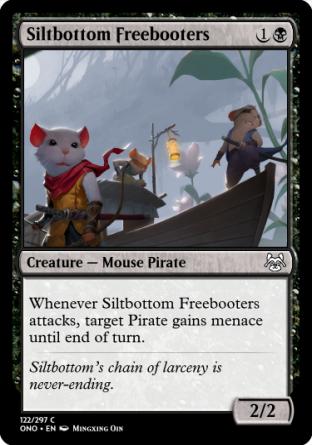 Siltbottom Freebooters 1
Creature — Mouse Pirate
Whenever Siltbottom Freebooters
attacks, target Pirate gains menace
until end of turn.
Siltbottom's chain of larceny is
never-ending.
2/2
122/297 C
ONO • EN Mingxing Oin